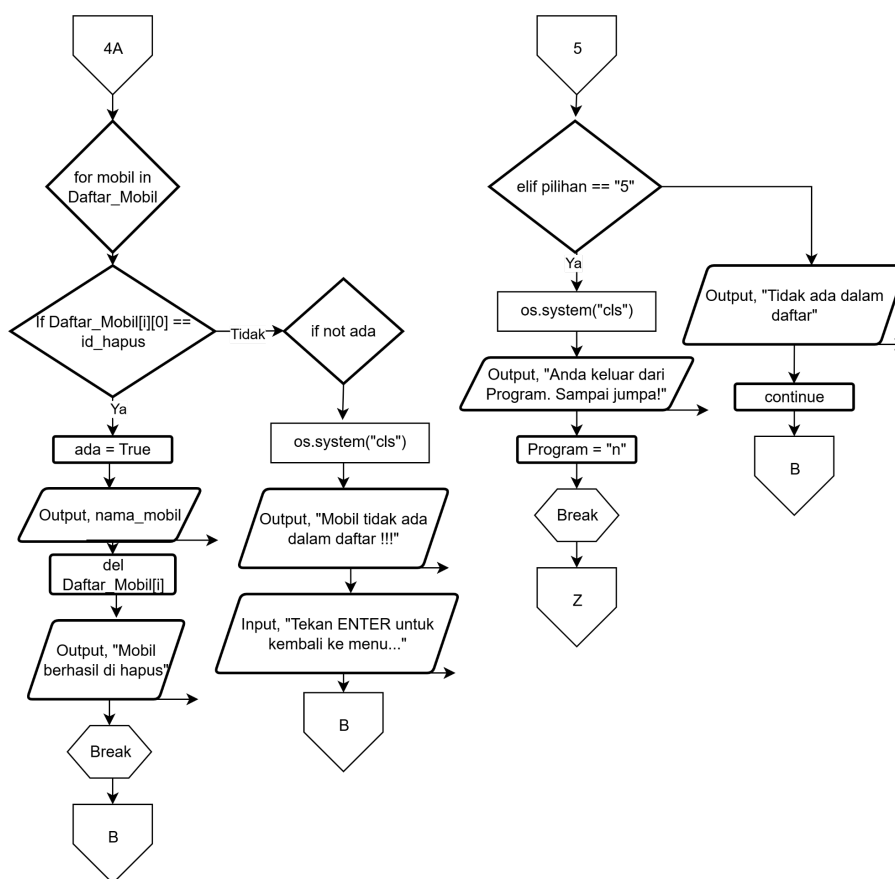 4A
for mobil in
Daftar_Mobil
If Daftar_Mobil[i][0] ==
id_hapus
Tidak
if not ada
Ya
ada = True
os.system("cls")
Output, nama_mobil
Output, "Mobil tidak ada
dalam daftar !!!"
del
Daftar_Mobil[i]
Input, "Tekan ENTER untuk
kembali ke menu..."
Output, "Mobil
berhasil di hapus"
B
Break
B
5
elif pilihan == "5"
Ya
os.system("cls")
Output, "Tidak ada dalam
daftar"
Output, "Anda keluar dari
Program. Sampai jumpa!"
continue
Program = "n"
B
Break
Z